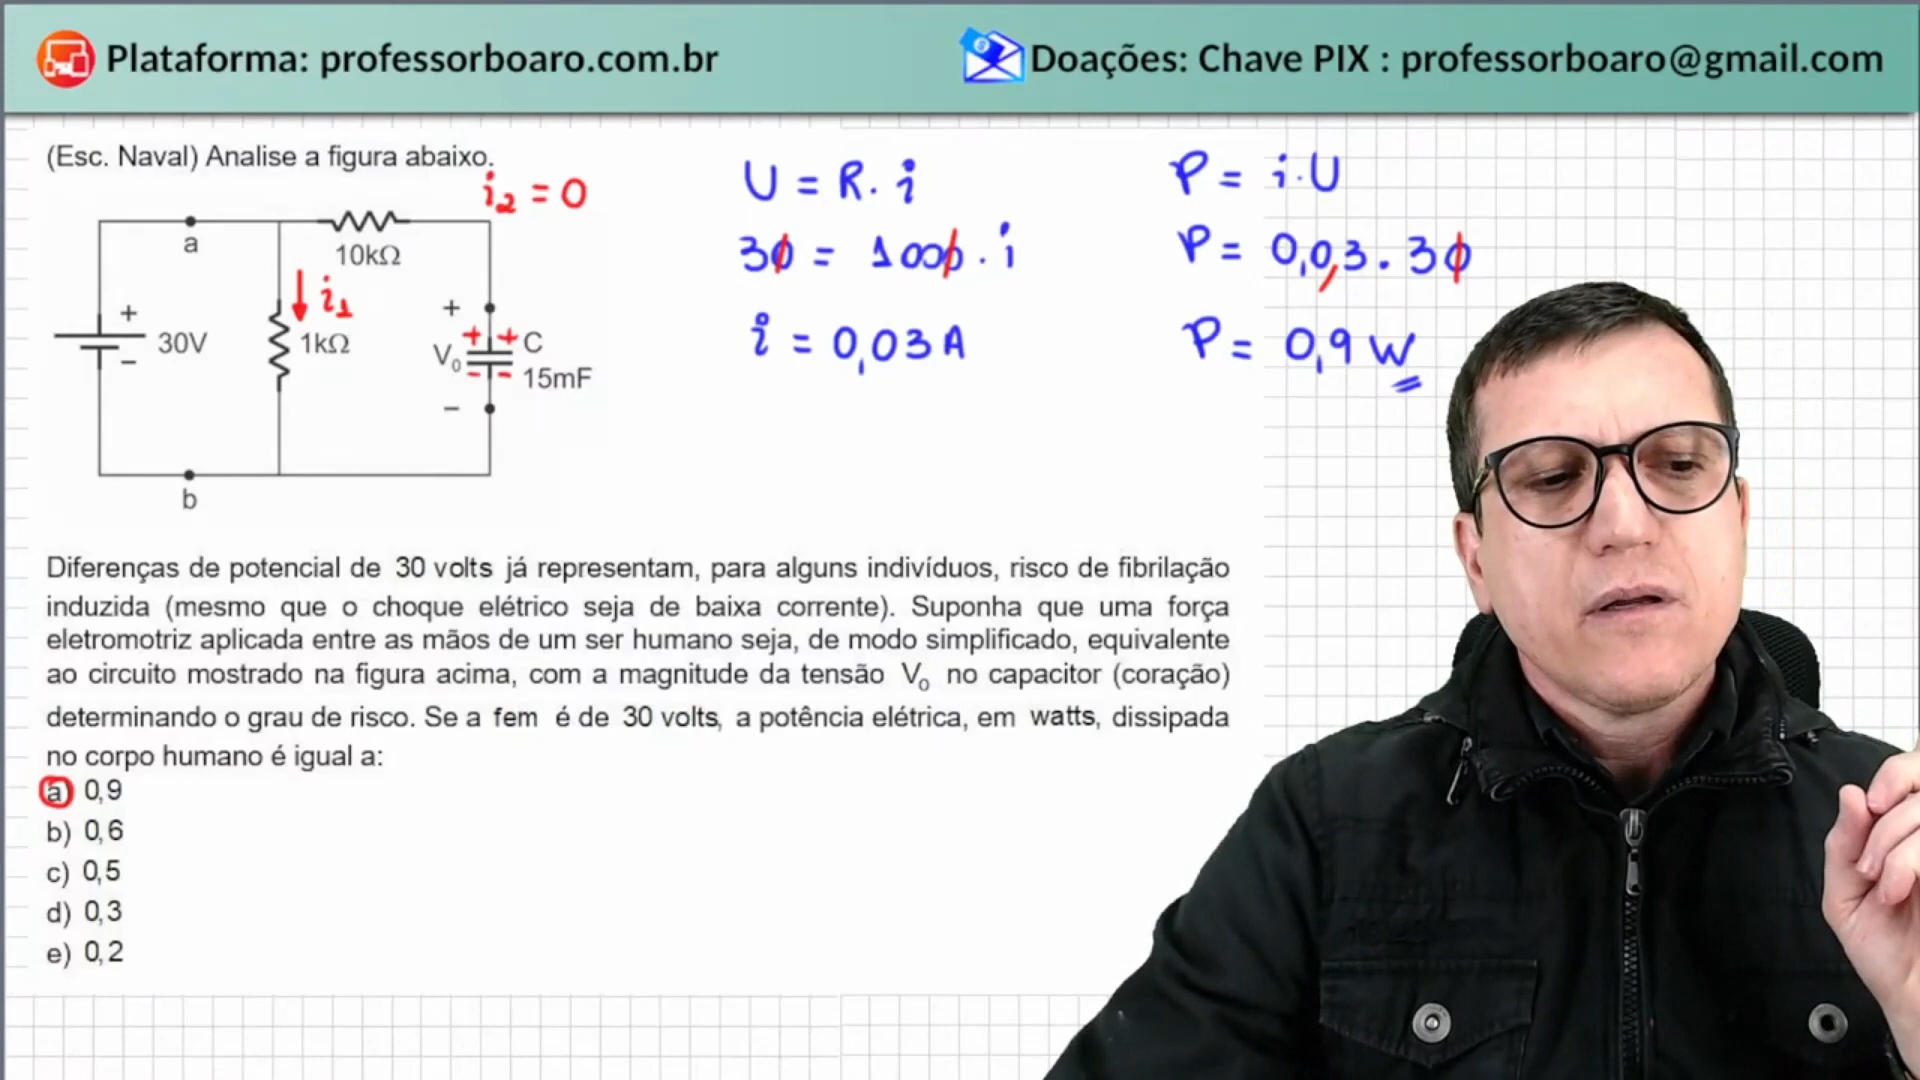 Plataforma: professorboaro.com.br
Doações: Chave PIX : professorboaro@gmail.com
(Esc. Naval) Analise a figura abaixo.
i₂ = 0
a
10kΩ
i₁
+
30V
−
1kΩ
+
V₀
+ +
- -
C
15mF
−
b
U = R. i
30 = 1000 . i
i = 0,03 A
P = i.U
P = 0,03 . 30
P = 0,9 W
Diferenças de potencial de 30 volts já representam, para alguns indivíduos, risco de fibrilação
induzida (mesmo que o choque elétrico seja de baixa corrente). Suponha que uma força
eletromotriz aplicada entre as mãos de um ser humano seja, de modo simplificado, equivalente
ao circuito mostrado na figura acima, com a magnitude da tensão V₀ no capacitor (coração)
determinando o grau de risco. Se a fem é de 30 volts, a potência elétrica, em watts, dissipada
no corpo humano é igual a:
a) 0,9
b) 0,6
c) 0,5
d) 0,3
e) 0,2